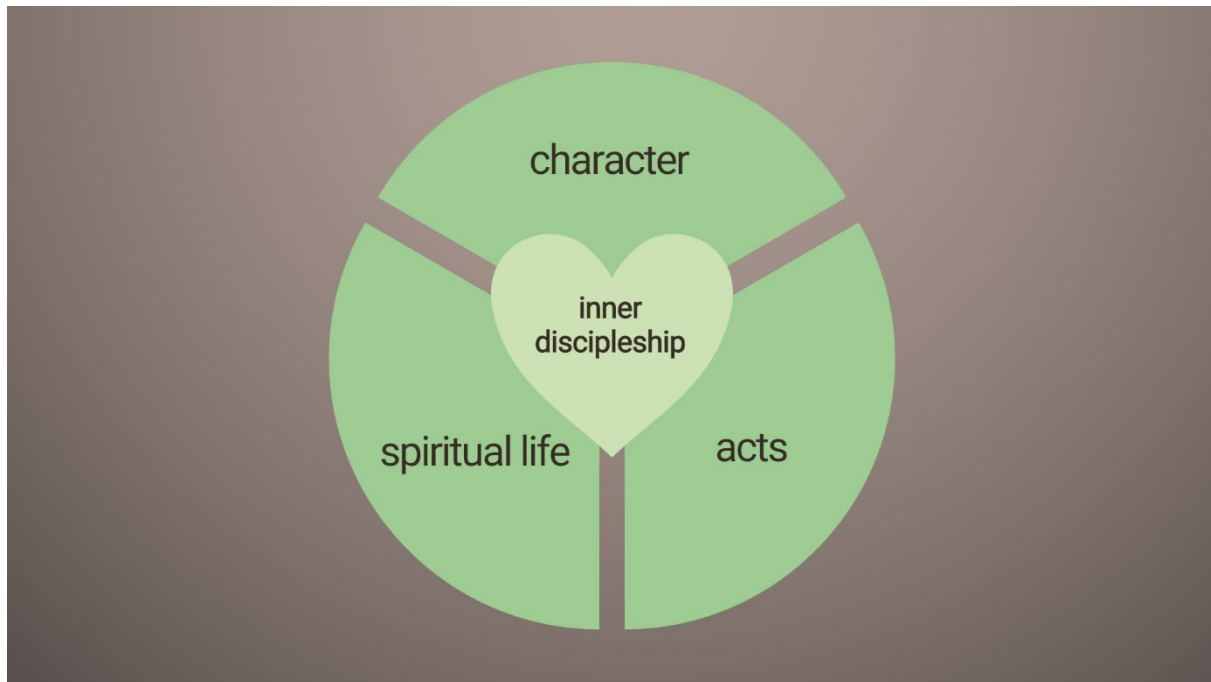 character
inner
discipleship
spiritual life
acts